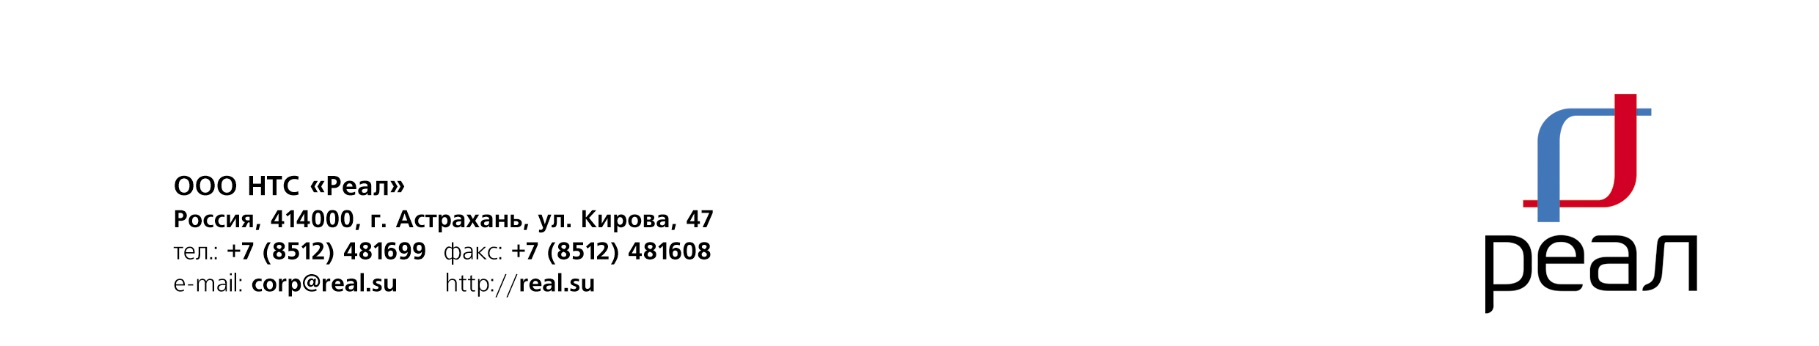 ООО НТС «Реал»
Россия, 414000, г. Астрахань, ул. Кирова, 47
тел.: +7 (8512) 481699 факс: +7 (8512) 481608
e-mail: corp@real.su http://real.su
реал